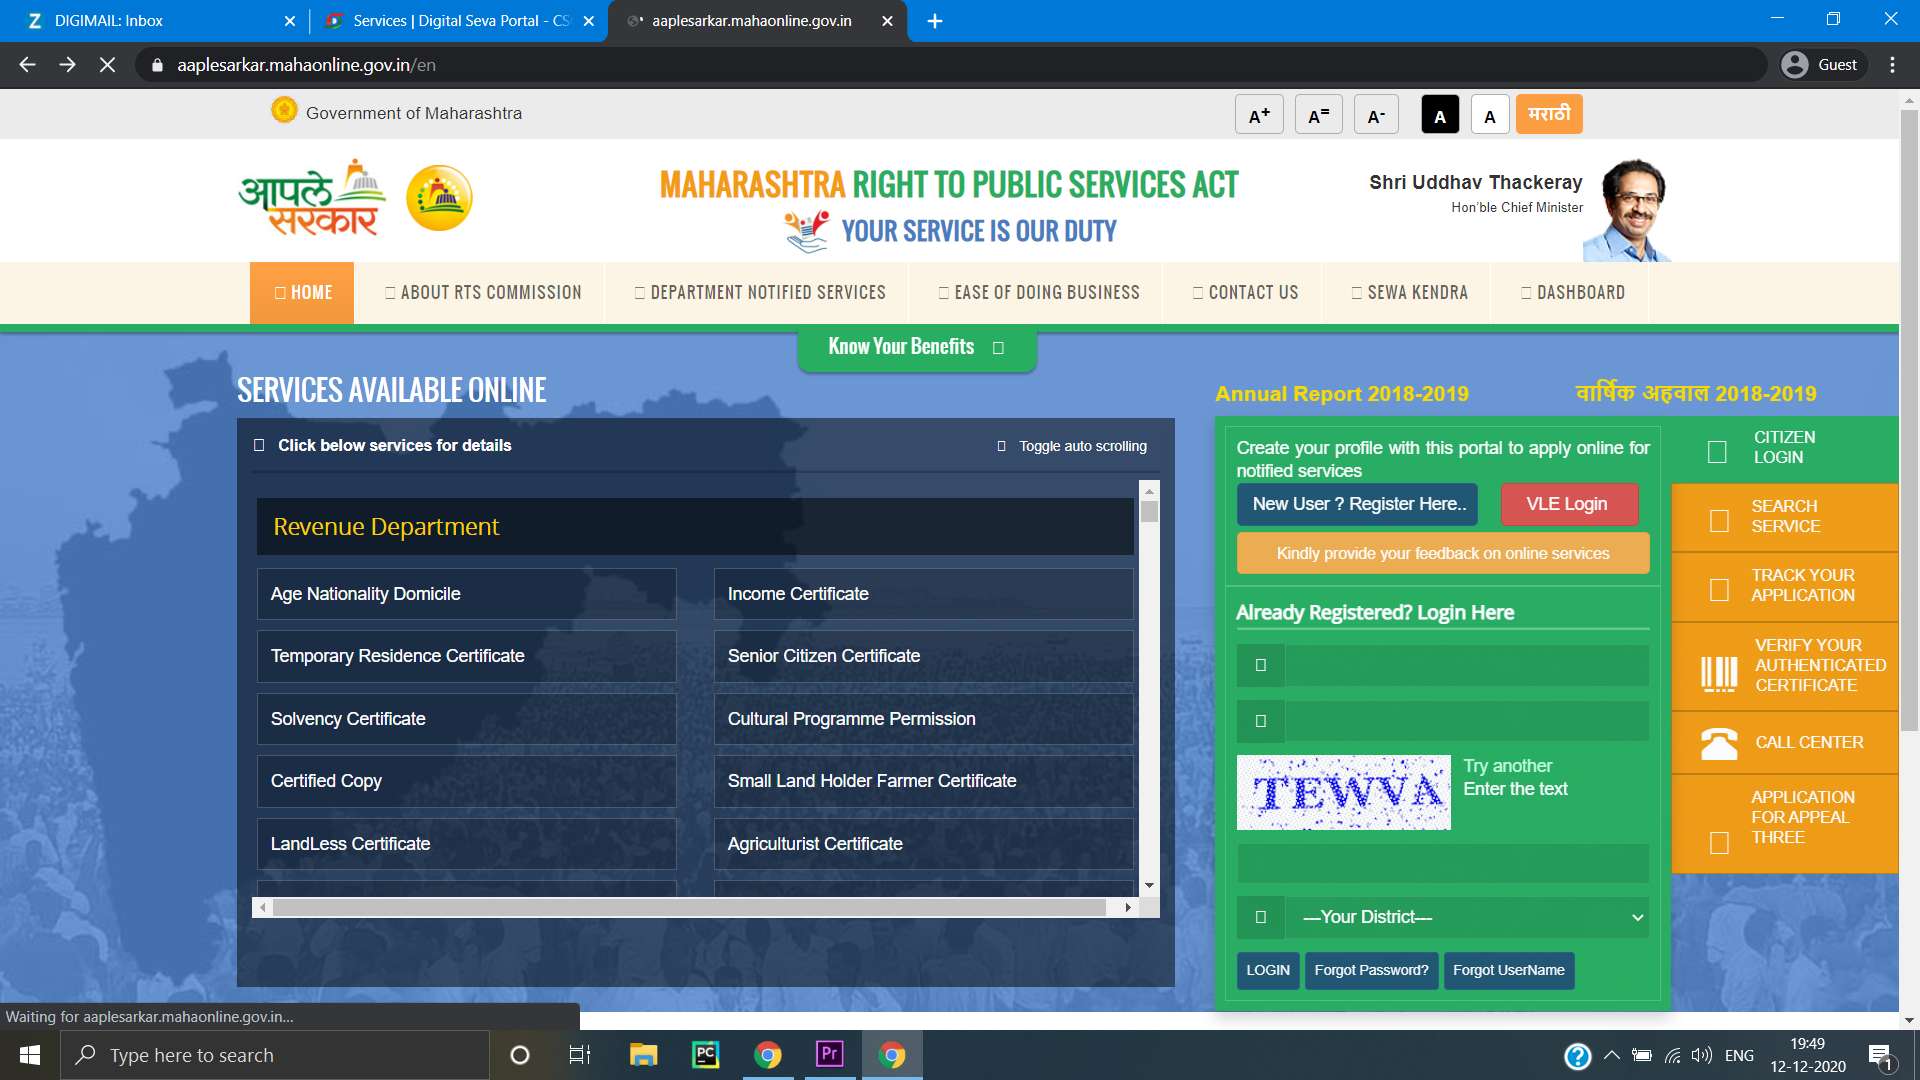 DIGIMAIL: Inbox
Services | Digital Seva Portal - CS
aaplesarkar.mahaonline.gov.in
aaplesarkar.mahaonline.gov.in/en
Guest
Government of Maharashtra
A+ A= A- A A मराठी
आपले सरकार
MAHARASHTRA RIGHT TO PUBLIC SERVICES ACT
YOUR SERVICE IS OUR DUTY
Shri Uddhav Thackeray
Hon'ble Chief Minister
HOME
ABOUT RTS COMMISSION
DEPARTMENT NOTIFIED SERVICES
EASE OF DOING BUSINESS
CONTACT US
SEWA KENDRA
DASHBOARD
Know Your Benefits
SERVICES AVAILABLE ONLINE
Click below services for details
Toggle auto scrolling
Revenue Department
Age Nationality Domicile
Income Certificate
Temporary Residence Certificate
Senior Citizen Certificate
Solvency Certificate
Cultural Programme Permission
Certified Copy
Small Land Holder Farmer Certificate
LandLess Certificate
Agriculturist Certificate
Annual Report 2018-2019
वार्षिक अहवाल 2018-2019
Create your profile with this portal to apply online for
notified services
New User ? Register Here..
VLE Login
Kindly provide your feedback on online services
Already Registered? Login Here
TEWVA
Try another
Enter the text
---Your District---
LOGIN
Forgot Password?
Forgot UserName
CITIZEN
LOGIN
SEARCH
SERVICE
TRACK YOUR
APPLICATION
VERIFY YOUR
AUTHENTICATED
CERTIFICATE
CALL CENTER
APPLICATION
FOR APPEAL
THREE
Waiting for aaplesarkar.mahaonline.gov.in...
Type here to search
PC
Pr
ENG
19:49
12-12-2020
1